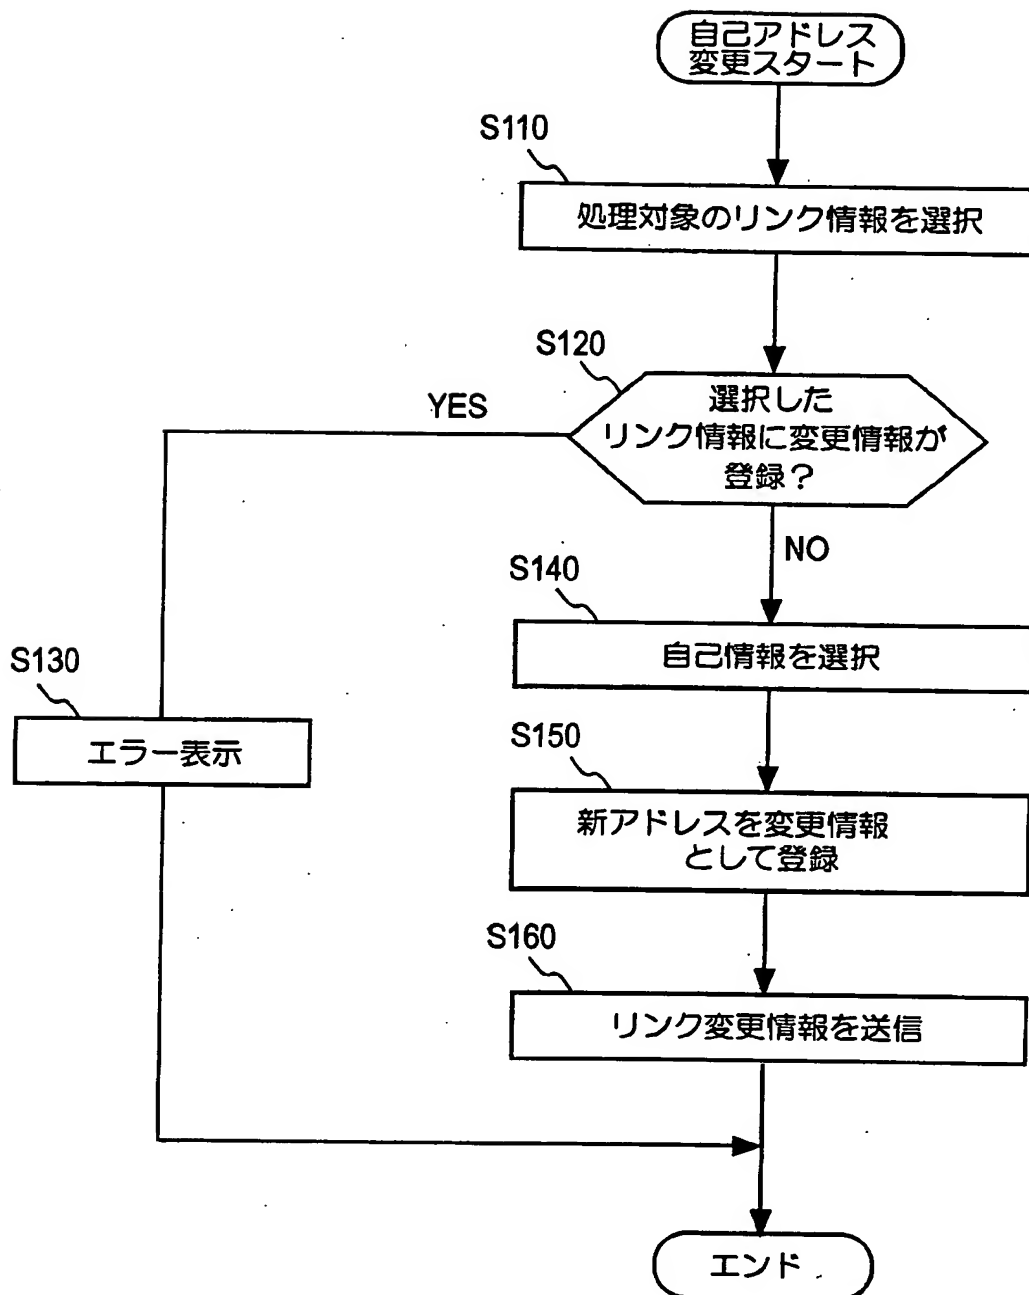 自己アドレス
変更スタート
S110
処理対象のリンク情報を選択
S120
選択した
リンク情報に変更情報が
登録？
YES
NO
S130
エラー表示
S140
自己情報を選択
S150
新アドレスを変更情報
として登録
S160
リンク変更情報を送信
エンド